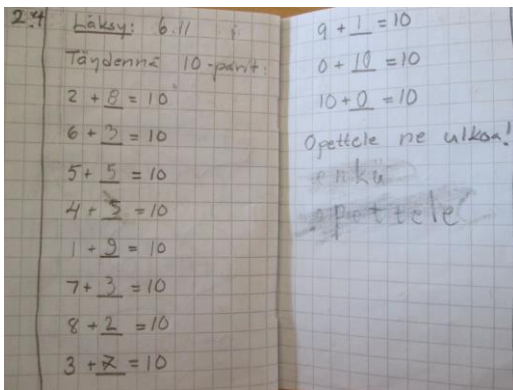 2.4 Läksy: 6.11
Täydennä 10-parit:
2 + 8 = 10
6 + 3 = 10
5 + 5 = 10
4 + 5 = 10
1 + 9 = 10
7 + 3 = 10
8 + 2 = 10
3 + 7 = 10
9 + 1 = 10
0 + 10 = 10
10 + 0 = 10
Opettele ne ulkoa!
enkä
opettele